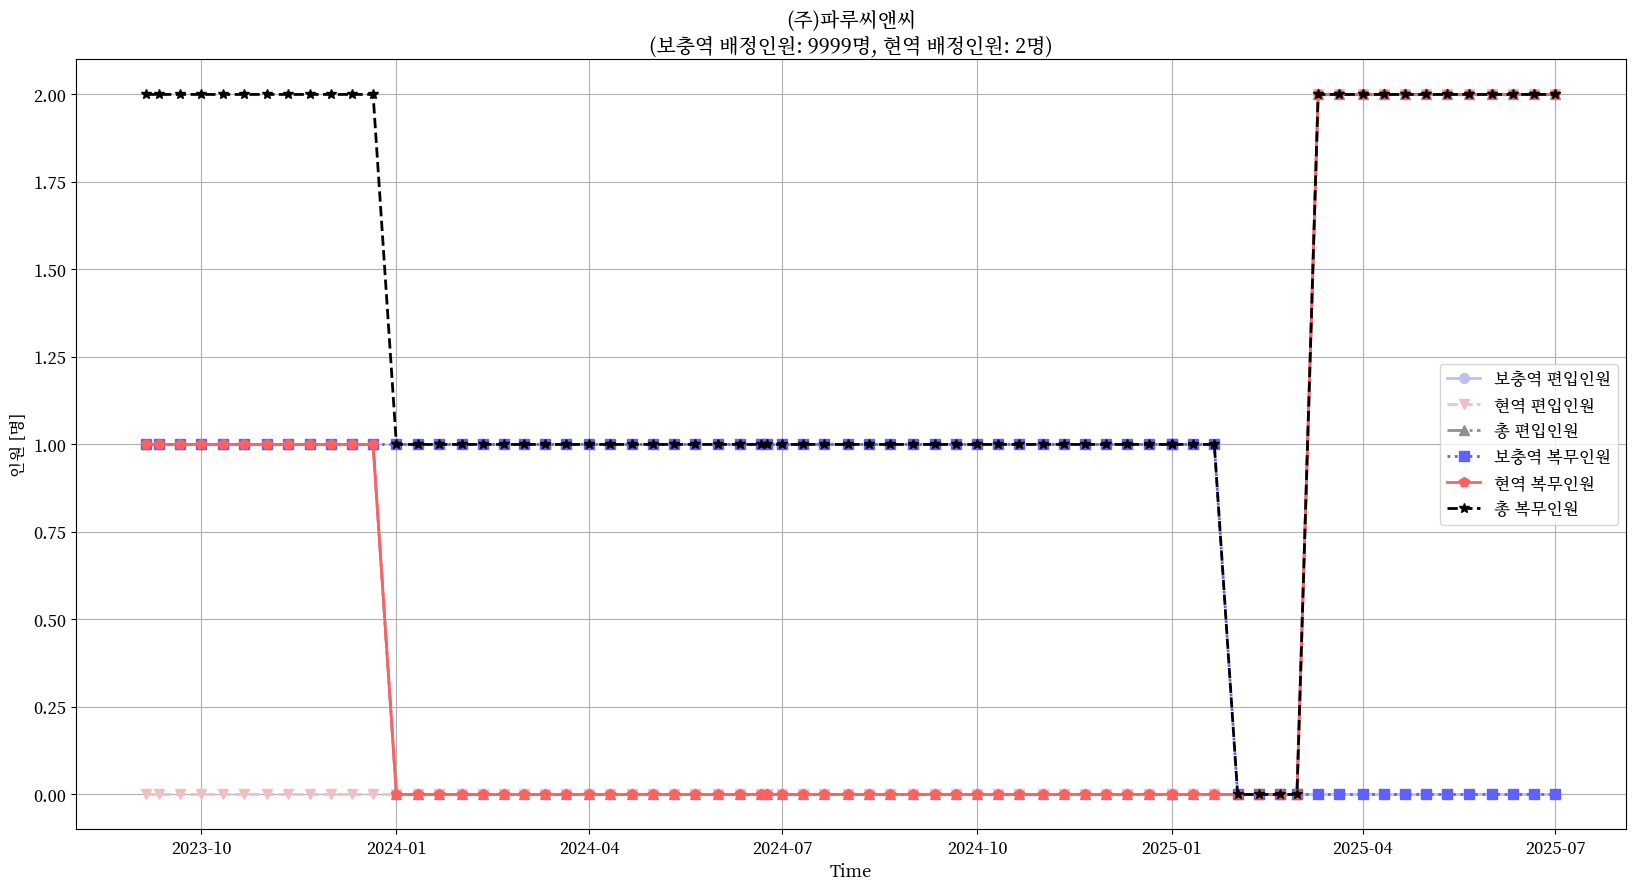 (주)파루씨앤씨
(보충역 배정인원: 9999명, 현역 배정인원: 2명)
인원 [명]
2.00
1.75
1.50
1.25
1.00
0.75
0.50
0.25
0.00
보충역 편입인원
현역 편입인원
총 편입인원
보충역 복무인원
현역 복무인원
총 복무인원
2023-10
2024-01
2024-04
2024-07
2024-10
2025-01
2025-04
2025-07
Time